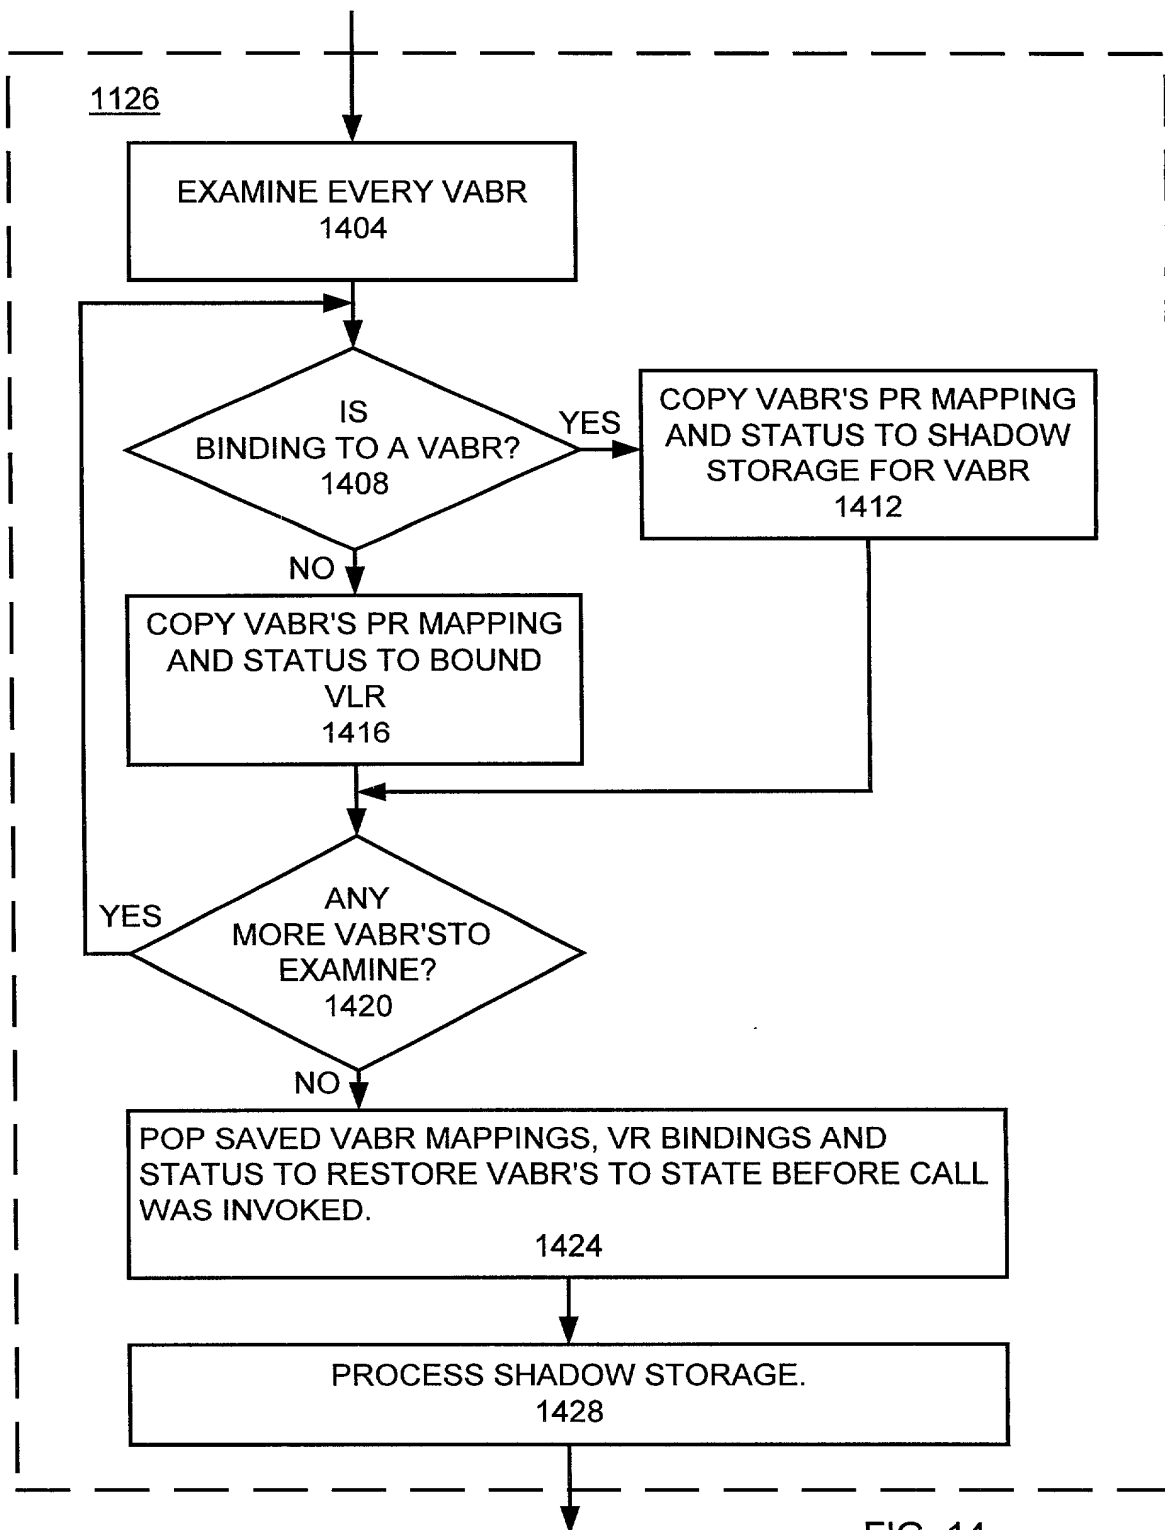 1126
EXAMINE EVERY VABR
1404
IS
BINDING TO A VABR?
1408
YES
COPY VABR'S PR MAPPING
AND STATUS TO SHADOW
STORAGE FOR VABR
1412
NO
COPY VABR'S PR MAPPING
AND STATUS TO BOUND
VLR
1416
YES
ANY
MORE VABR'STO
EXAMINE?
1420
NO
POP SAVED VABR MAPPINGS, VR BINDINGS AND
STATUS TO RESTORE VABR'S TO STATE BEFORE CALL
WAS INVOKED.
1424
PROCESS SHADOW STORAGE.
1428
FIG. 14